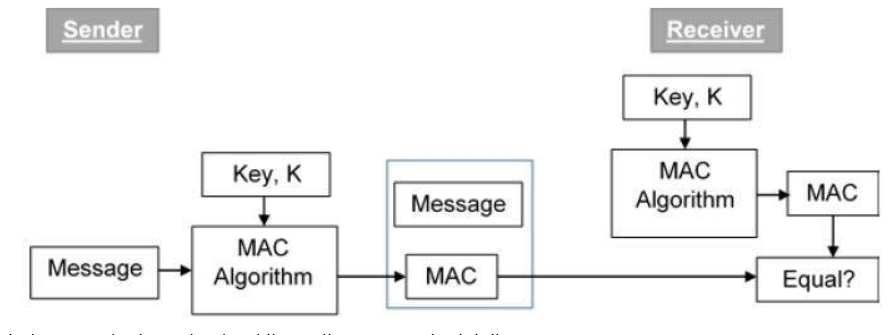 Sender
Receiver
Key, K
MAC
Algorithm
MAC
Key, K
Message
MAC
Algorithm
Message
MAC
Equal?